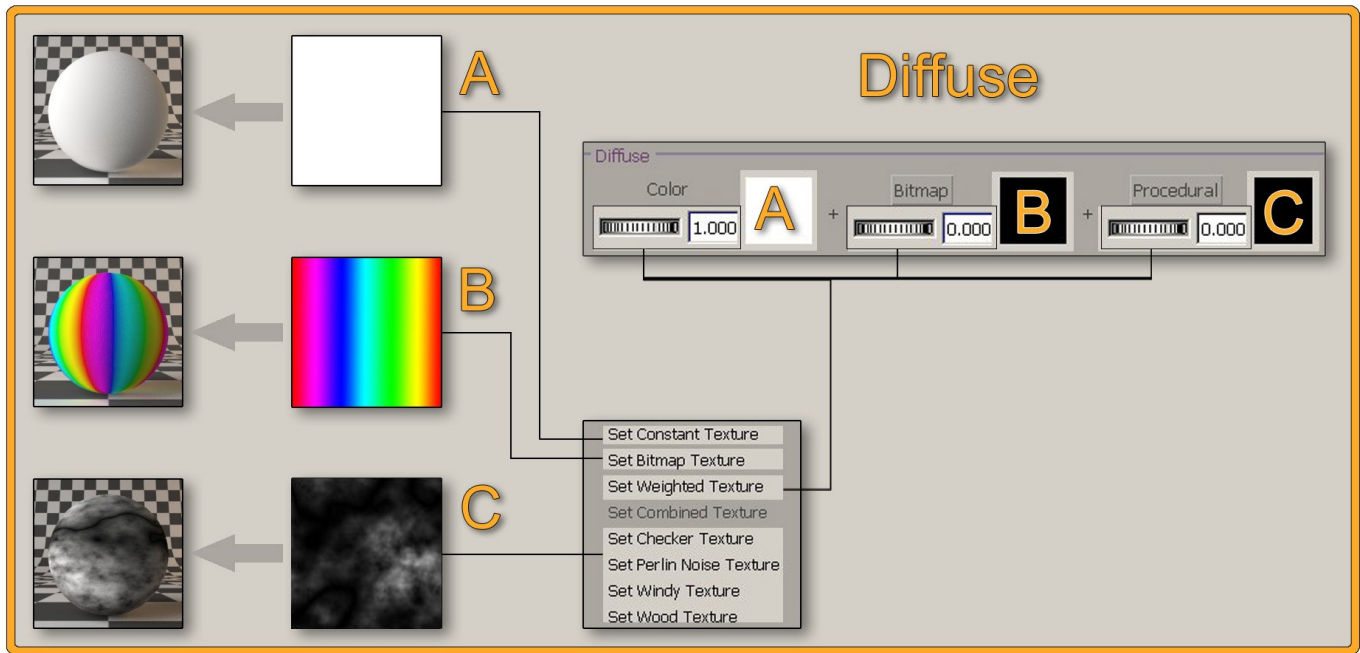 A
Diffuse
Diffuse
Color
A
+
Bitmap
B
+
Procedural
C
1.000
0.000
0.000
B
Set Constant Texture
Set Bitmap Texture
Set Weighted Texture
Set Combined Texture
Set Checker Texture
Set Perlin Noise Texture
Set Windy Texture
Set Wood Texture
C